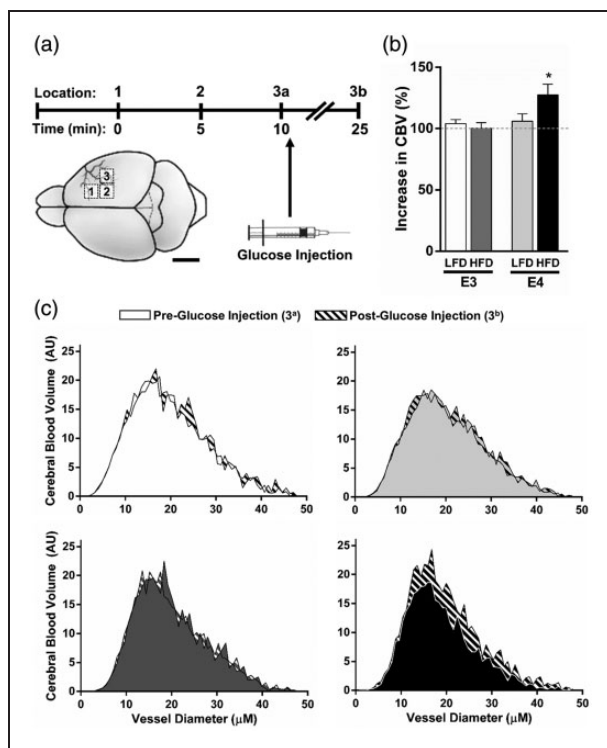 (a)
Location: 1 2 3a 3b
Time (min): 0 5 10 25
1 2 3
Glucose Injection
(b)
Increase in CBV (%)
150
100
50
0
*
LFD HFD LFD HFD
E3 E4
(c)
Pre-Glucose Injection (3ᵃ) Post-Glucose Injection (3ᵇ)
Cerebral Blood Volume (AU)
25
20
15
10
5
0
0 10 20 30 40 50
25
20
15
10
5
0
0 10 20 30 40 50
Cerebral Blood Volume (AU)
25
20
15
10
5
0
0 10 20 30 40 50
Vessel Diameter (μM)
25
20
15
10
5
0
0 10 20 30 40 50
Vessel Diameter (μM)